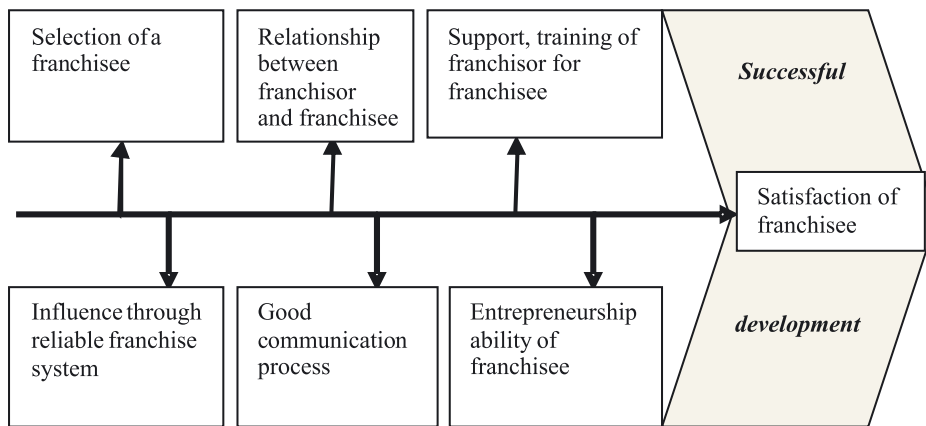 Selection of a
franchisee
Relationship
between
franchisor
and franchisee
Support, training of
franchisor for
franchisee
Successful
Satisfaction of
franchisee
Influence through
reliable franchise
system
Good
communication
process
Entrepreneurship
ability of
franchisee
development